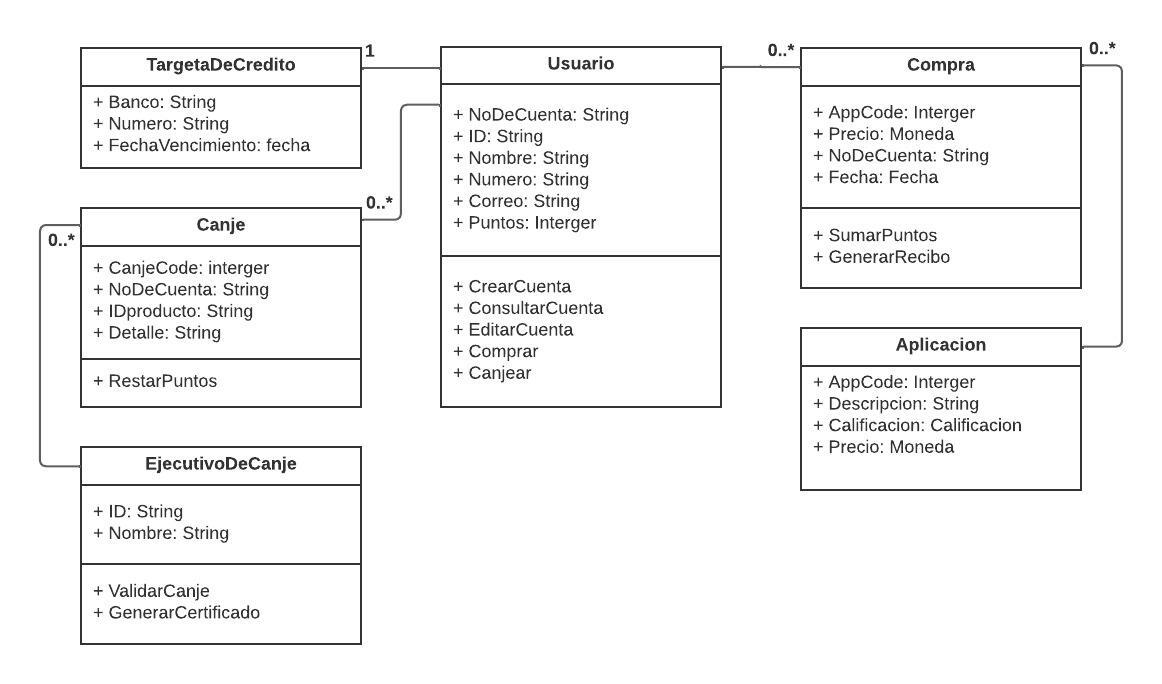 TargetaDeCredito
+ Banco: String
+ Numero: String
+ FechaVencimiento: fecha
1
Usuario
+ NoDeCuenta: String
+ ID: String
+ Nombre: String
+ Numero: String
+ Correo: String
+ Puntos: Interger
+ CrearCuenta
+ ConsultarCuenta
+ EditarCuenta
+ Comprar
+ Canjear
0..*
Compra
+ AppCode: Interger
+ Precio: Moneda
+ NoDeCuenta: String
+ Fecha: Fecha
+ SumarPuntos
+ GenerarRecibo
0..*
Canje
+ CanjeCode: interger
+ NoDeCuenta: String
+ IDproducto: String
+ Detalle: String
+ RestarPuntos
0..*
0..*
Aplicacion
+ AppCode: Interger
+ Descripcion: String
+ Calificacion: Calificacion
+ Precio: Moneda
EjecutivoDeCanje
+ ID: String
+ Nombre: String
+ ValidarCanje
+ GenerarCertificado